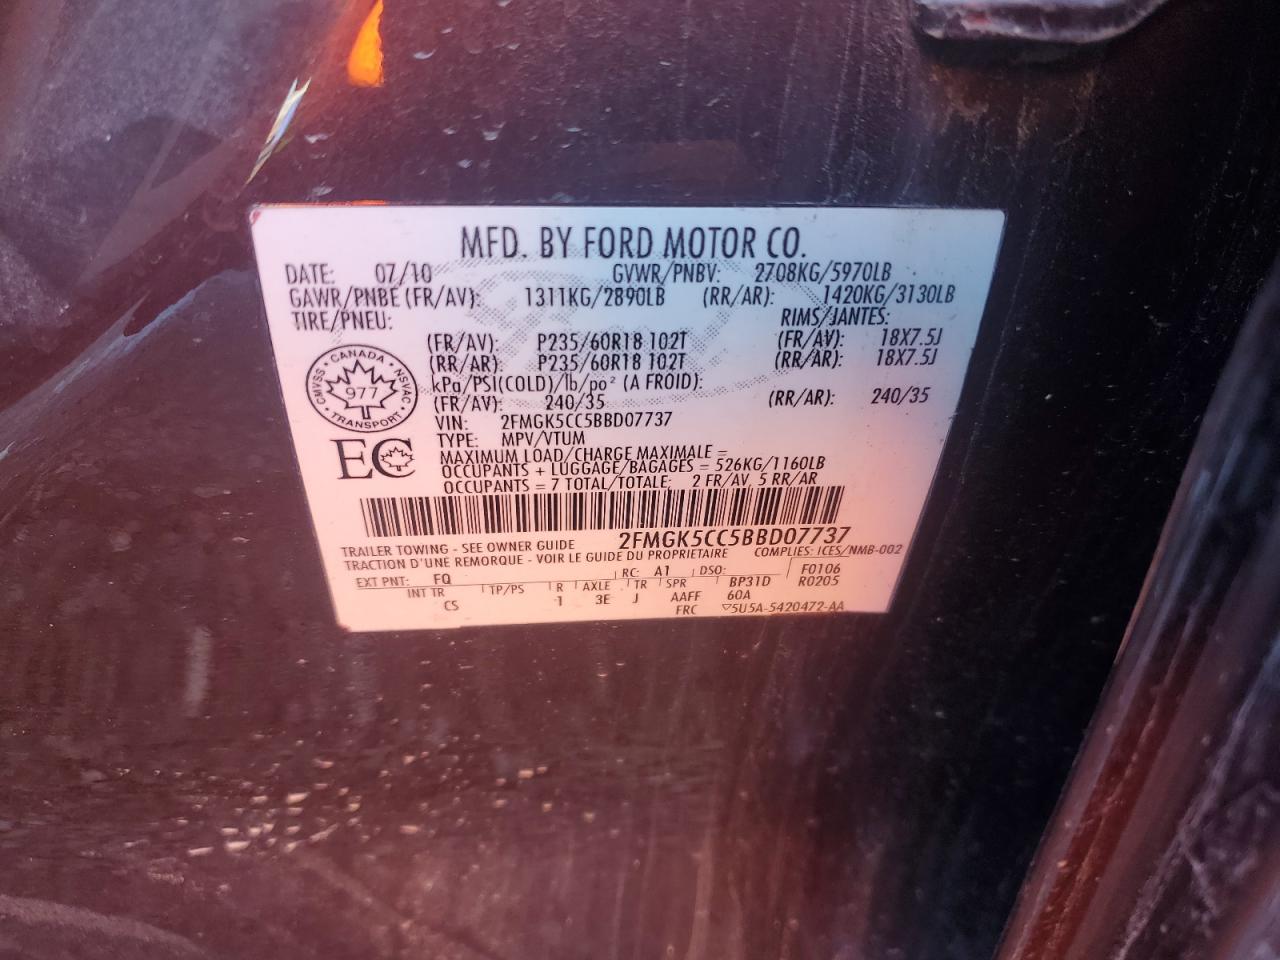 MFD. BY FORD MOTOR CO.
DATE: 07/10 GVWR/PNBV: 2708KG/5970LB
GAWR/PNBE (FR/AV): 1311KG/2890LB (RR/AR): 1420KG/3130LB
TIRE/PNEU: RIMS/JANTES:
(FR/AV): P235/60R18 102T (FR/AV): 18X7.5J
(RR/AR): P235/60R18 102T (RR/AR): 18X7.5J
kPa/PSI(COLD)/lb/po² (A FROID):
(FR/AV): 240/35 (RR/AR): 240/35
CANADA
CMVSS 977 NSVAC
TRANSPORT
VIN: 2FMGK5CC5BBD07737
TYPE: MPV/VTUM
EC
MAXIMUM LOAD/CHARGE MAXIMALE =
OCCUPANTS + LUGGAGE/BAGAGES = 526KG/1160LB
OCCUPANTS = 7 TOTAL/TOTALE: 2 FR/AV, 5 RR/AR
2FMGK5CC5BBD07737
TRAILER TOWING - SEE OWNER GUIDE COMPLIES: ICES/NMB-002
TRACTION D'UNE REMORQUE - VOIR LE GUIDE DU PROPRIETAIRE
EXT PNT: FQ RC: A1 DSO: F0106
INT TR TP/PS R AXLE TR SPR BP31D R0205
CS 1 3E J AAFF 60A
FRC ▽5U5A-5420472-AA